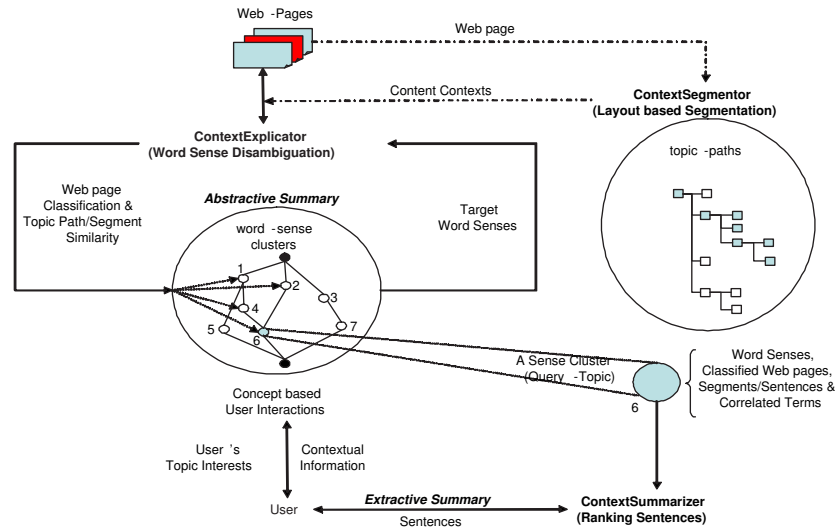 Web -Pages
Web page
Content Contexts
ContextSegmentor
(Layout based Segmentation)
topic -paths
ContextExplicator
(Word Sense Disambiguation)
Web page
Classification &
Topic Path/Segment
Similarity
Abstractive Summary
word -sense
clusters
Target
Word Senses
1
2
3
4
5
6
7
A Sense Cluster
(Query -Topic)
6
Word Senses,
Classified Web pages,
Segments/Sentences &
Correlated Terms
Concept based
User Interactions
User 's
Topic Interests
Contextual
Information
User
Extractive Summary
Sentences
ContextSummarizer
(Ranking Sentences)